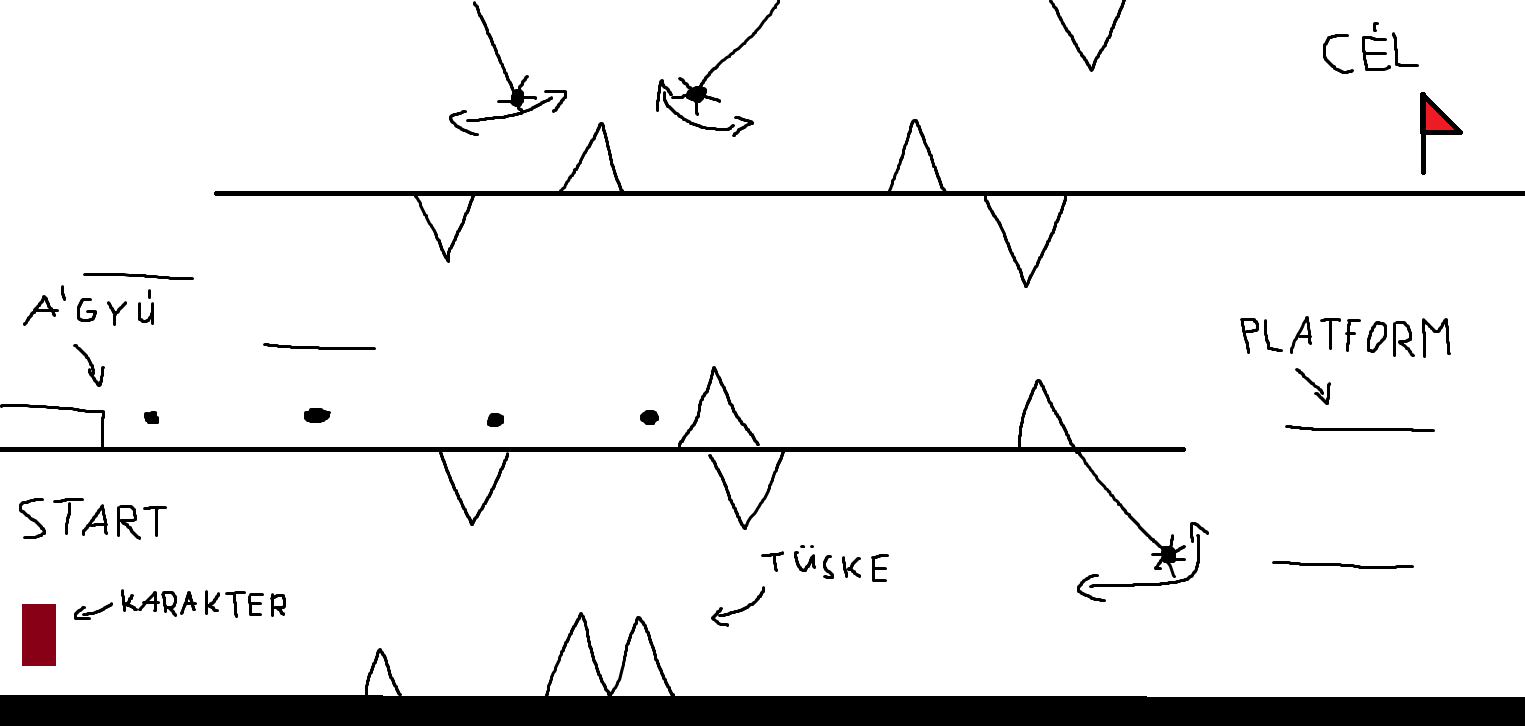 CÉL
ÁGYÚ
PLATFORM
START
TÜSKE
KARAKTER